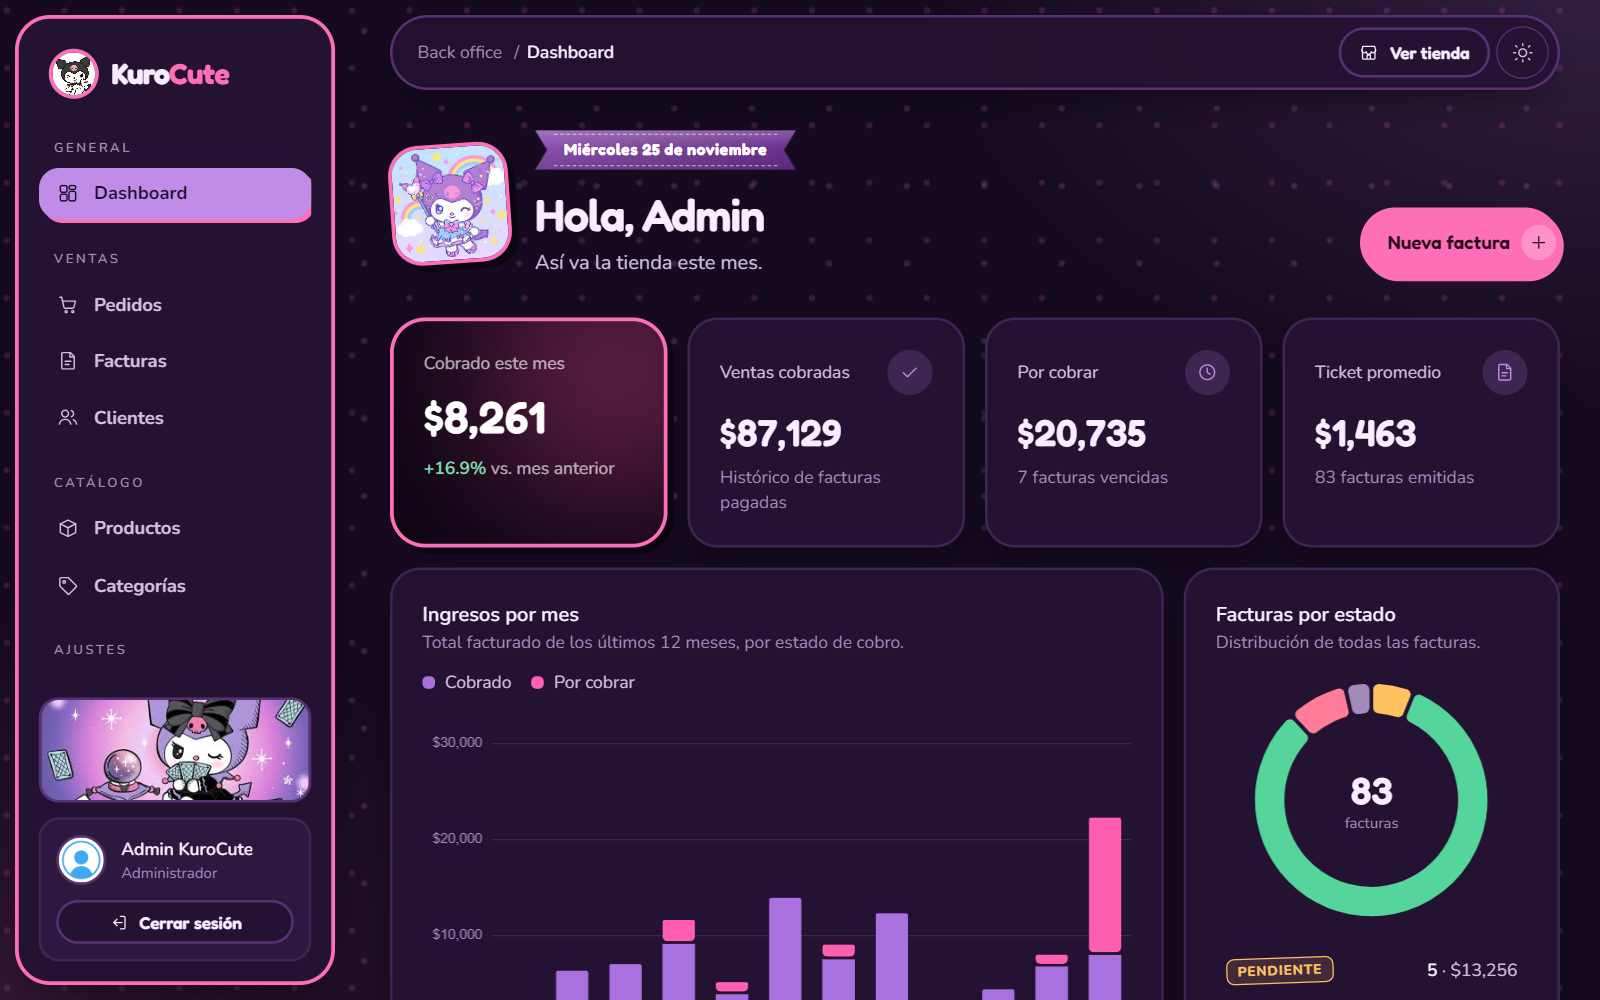 KuroCute
GENERAL
Dashboard
VENTAS
Pedidos
Facturas
Clientes
CATÁLOGO
Productos
Categorías
AJUSTES
Admin KuroCute
Administrador
Cerrar sesión
Back office / Dashboard
Ver tienda
Miércoles 25 de noviembre
Hola, Admin
Así va la tienda este mes.
Nueva factura
Cobrado este mes
$8,261
+16.9% vs. mes anterior
Ventas cobradas
$87,129
Histórico de facturas
pagadas
Por cobrar
$20,735
7 facturas vencidas
Ticket promedio
$1,463
83 facturas emitidas
Ingresos por mes
Total facturado de los últimos 12 meses, por estado de cobro.
Cobrado
Por cobrar
$30,000
$20,000
$10,000
Facturas por estado
Distribución de todas las facturas.
83
facturas
PENDIENTE
5 · $13,256